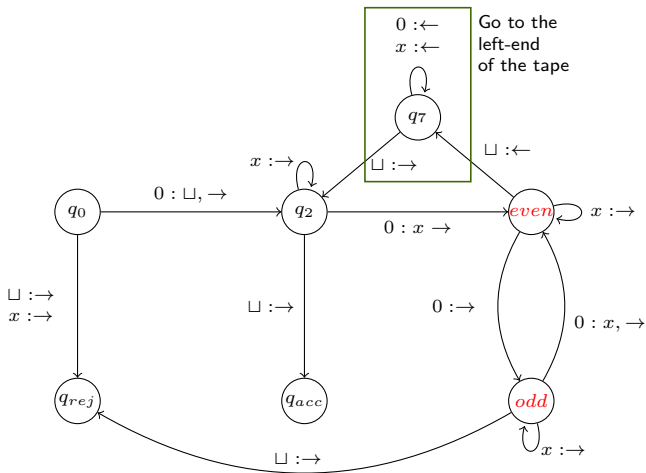 0 :←
x :←
Go to the
left-end
of the tape
q7
⊔ :←
⊔ :→
x :→
0 : ⊔, →
q0
q2
even
x :→
0 : x →
⊔ :→
x :→
⊔ :→
0 :→
0 : x, →
qrej
qacc
odd
x :→
⊔ :→